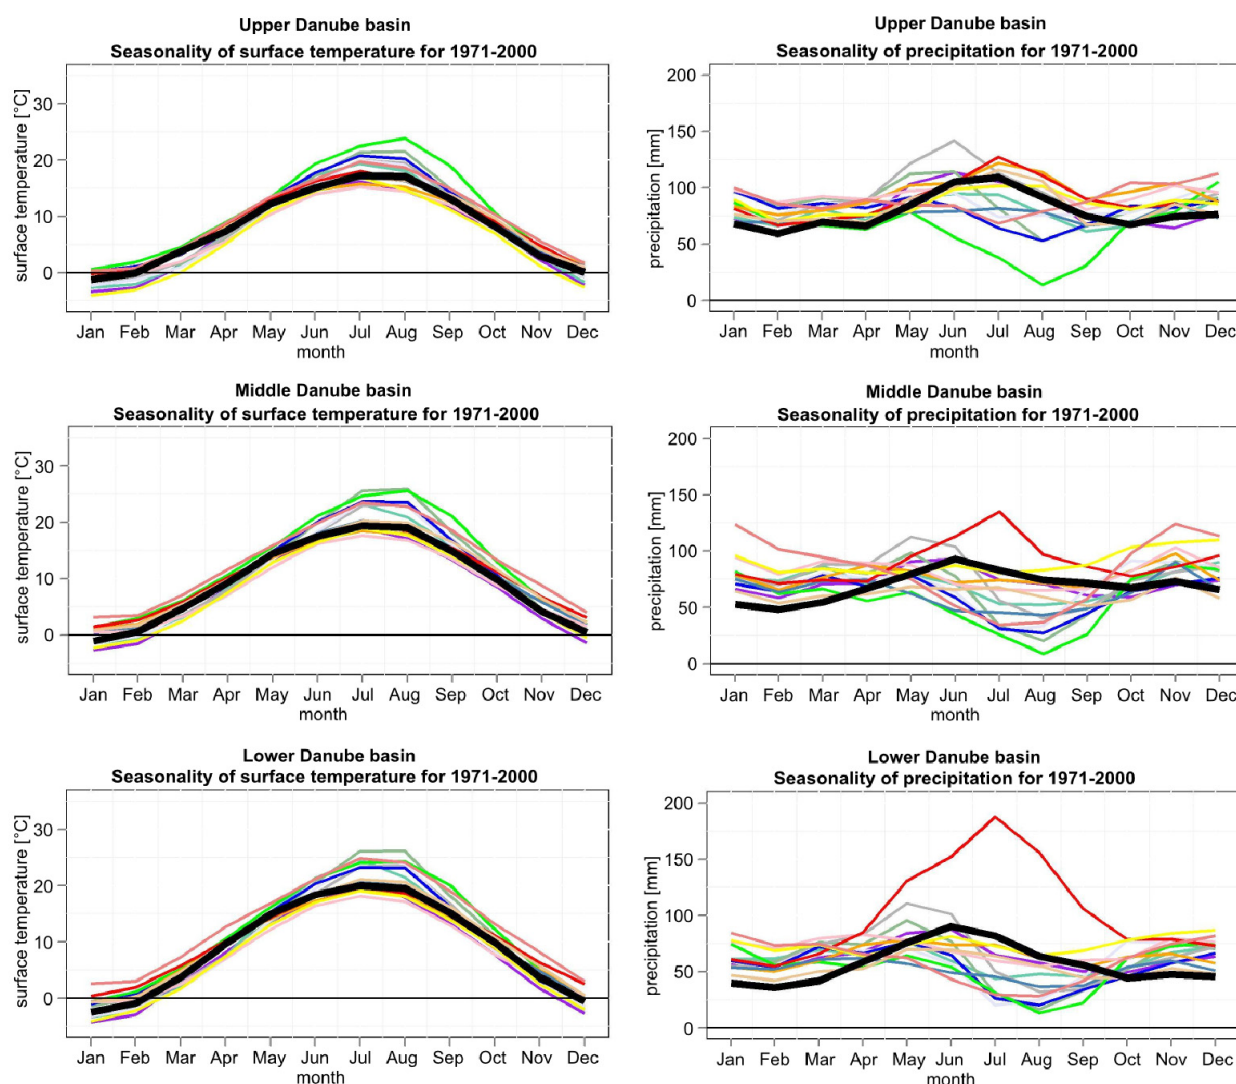 Upper Danube basin
Seasonality of surface temperature for 1971-2000
surface temperature [°C]
30
20
10
0
Jan Feb Mar Apr May Jun Jul Aug Sep Oct Nov Dec
month
Upper Danube basin
Seasonality of precipitation for 1971-2000
precipitation [mm]
200
150
100
50
0
Jan Feb Mar Apr May Jun Jul Aug Sep Oct Nov Dec
month
Middle Danube basin
Seasonality of surface temperature for 1971-2000
surface temperature [°C]
30
20
10
0
Jan Feb Mar Apr May Jun Jul Aug Sep Oct Nov Dec
month
Middle Danube basin
Seasonality of precipitation for 1971-2000
precipitation [mm]
200
150
100
50
0
Jan Feb Mar Apr May Jun Jul Aug Sep Oct Nov Dec
month
Lower Danube basin
Seasonality of surface temperature for 1971-2000
surface temperature [°C]
30
20
10
0
Jan Feb Mar Apr May Jun Jul Aug Sep Oct Nov Dec
month
Lower Danube basin
Seasonality of precipitation for 1971-2000
precipitation [mm]
200
150
100
50
0
Jan Feb Mar Apr May Jun Jul Aug Sep Oct Nov Dec
month